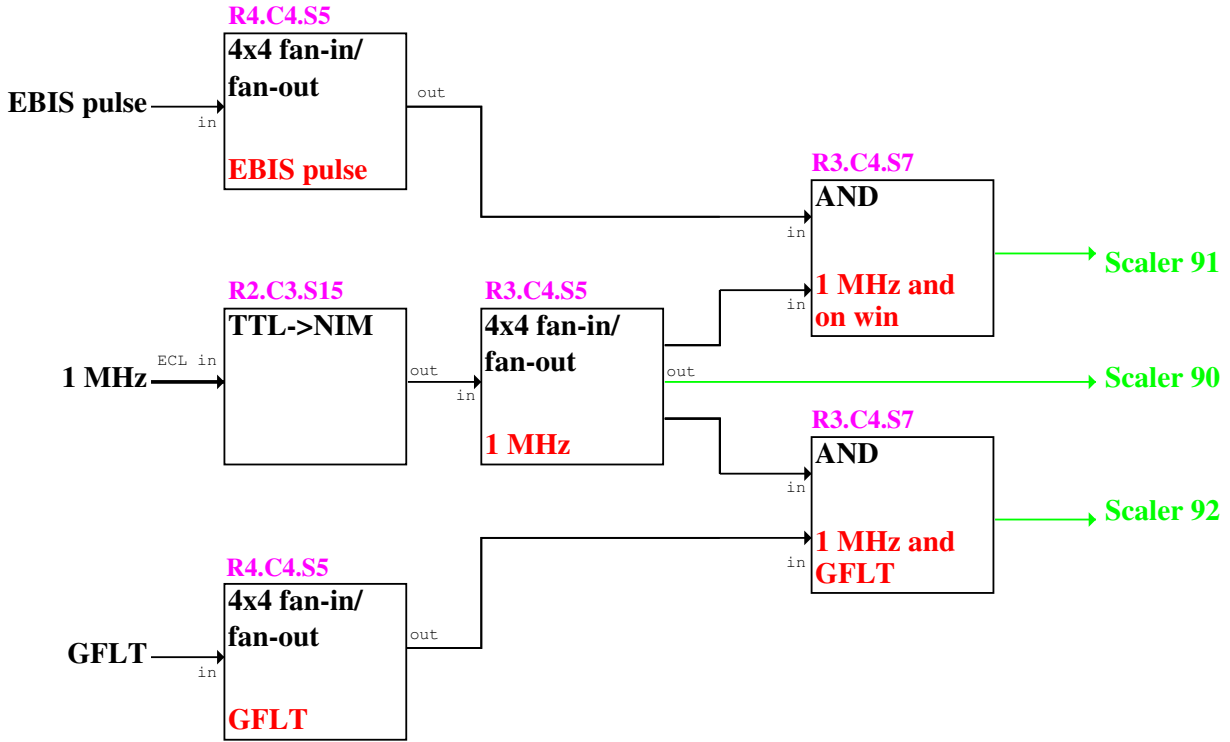 R4.C4.S5
4x4 fan-in/
fan-out
EBIS pulse
in
out
EBIS pulse
R3.C4.S7
AND
in
in
1 MHz and
on win
Scaler 91
R2.C3.S15
TTL->NIM
1 MHz
ECL in
out
R3.C4.S5
4x4 fan-in/
fan-out
in
out
1 MHz
Scaler 90
R3.C4.S7
AND
in
in
1 MHz and
GFLT
Scaler 92
R4.C4.S5
4x4 fan-in/
fan-out
GFLT
in
out
GFLT